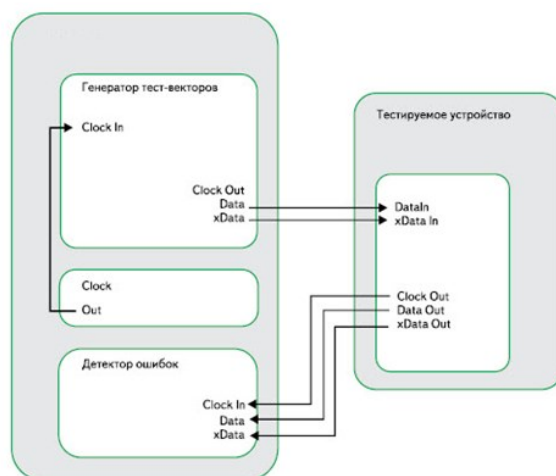 Генератор тест-векторов
Clock In
Clock Out
Data
xData
Clock
Out
Детектор ошибок
Clock In
Data
xData
Тестируемое устройство
DataIn
xData In
Clock Out
Data Out
xData Out